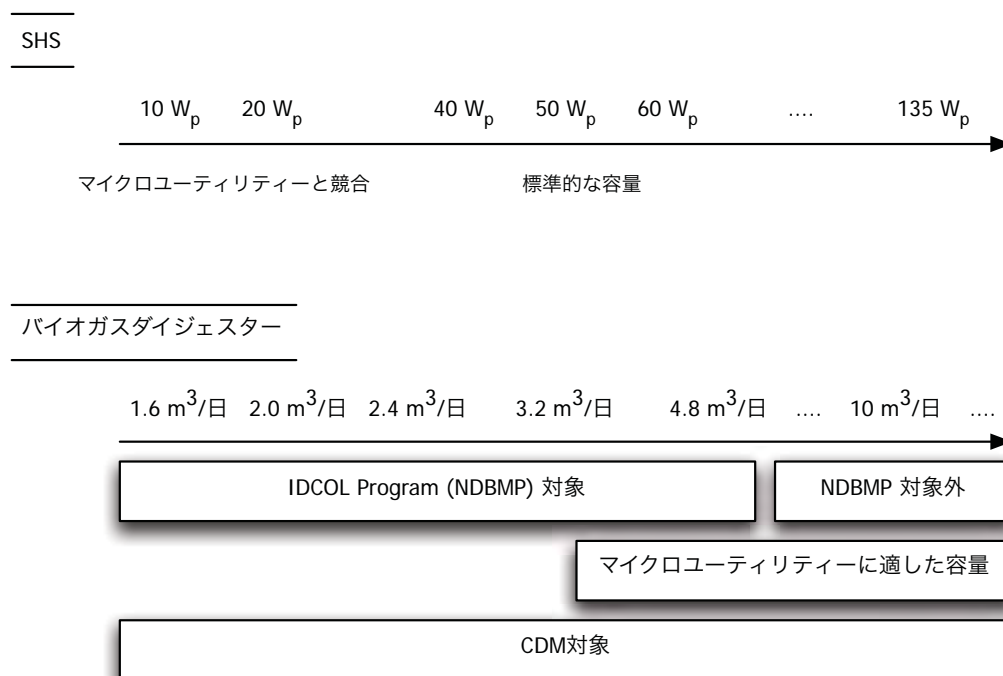 SHS
10 Wp 20 Wp 40 Wp 50 Wp 60 Wp .... 135 Wp
マイクロユーティリティーと競合 標準的な容量
バイオガスダイジェスター
1.6 m³/日 2.0 m³/日 2.4 m³/日 3.2 m³/日 4.8 m³/日 .... 10 m³/日 ....
IDCOL Program (NDBMP) 対象 NDBMP 対象外
マイクロユーティリティーに適した容量
CDM対象